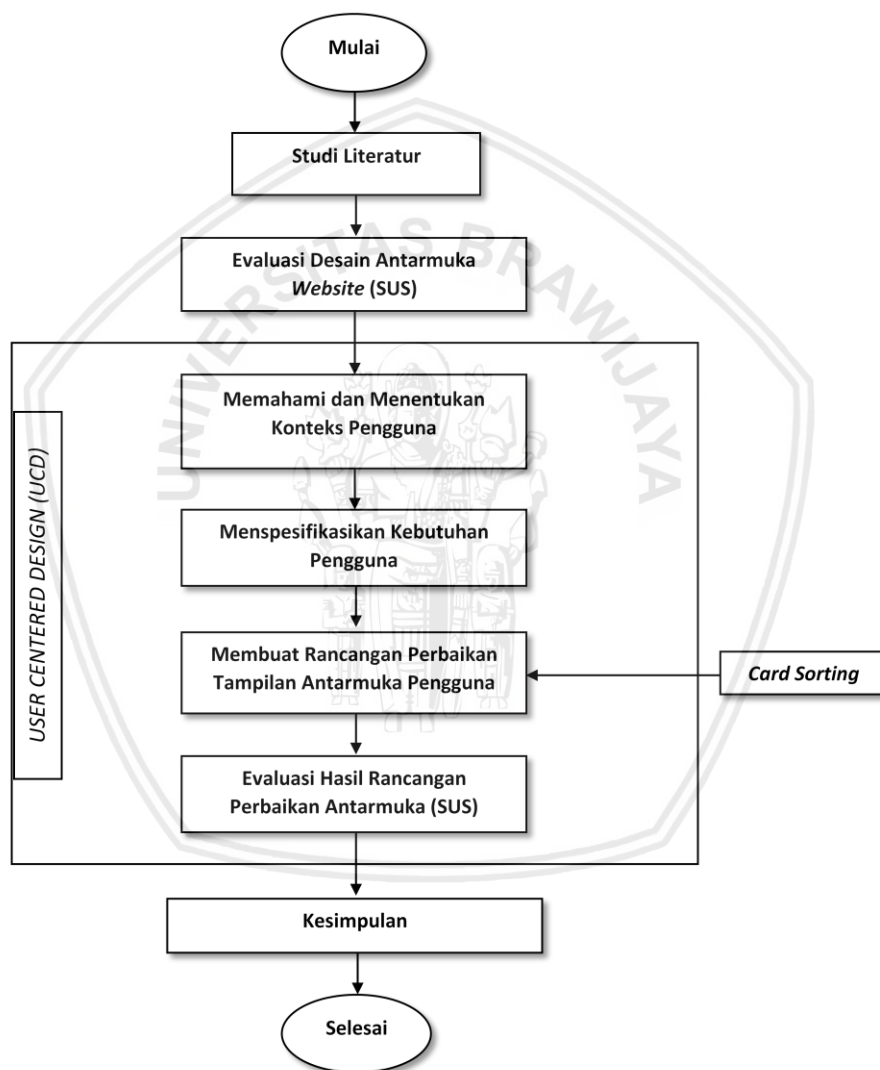 Mulai
Studi Literatur
UNIVERSITAS BRAWIJAYA
Evaluasi Desain Antarmuka
Website (SUS)
USER CENTERED DESIGN (UCD)
Memahami dan Menentukan
Konteks Pengguna
Menspesifikasikan Kebutuhan
Pengguna
Membuat Rancangan Perbaikan
Tampilan Antarmuka Pengguna
Card Sorting
Evaluasi Hasil Rancangan
Perbaikan Antarmuka (SUS)
Kesimpulan
Selesai